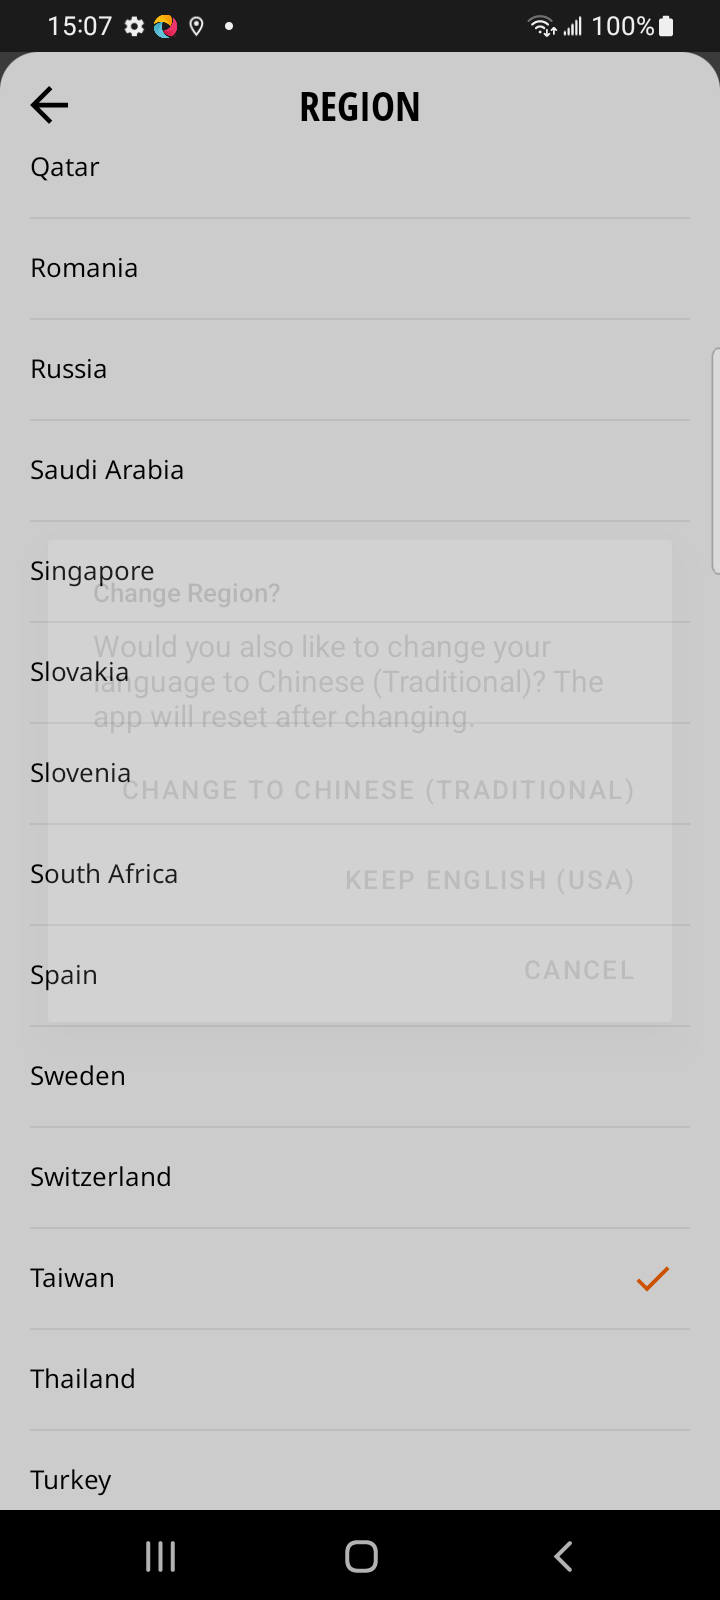 15:07
100%
REGION
Qatar
Romania
Russia
Saudi Arabia
Singapore
Change Region?
Would you also like to change your
Slovakia
language to Chinese (Traditional)? The
app will reset after changing.
Slovenia
CHANGE TO CHINESE (TRADITIONAL)
South Africa
KEEP ENGLISH (USA)
Spain
CANCEL
Sweden
Switzerland
Taiwan
Thailand
Turkey